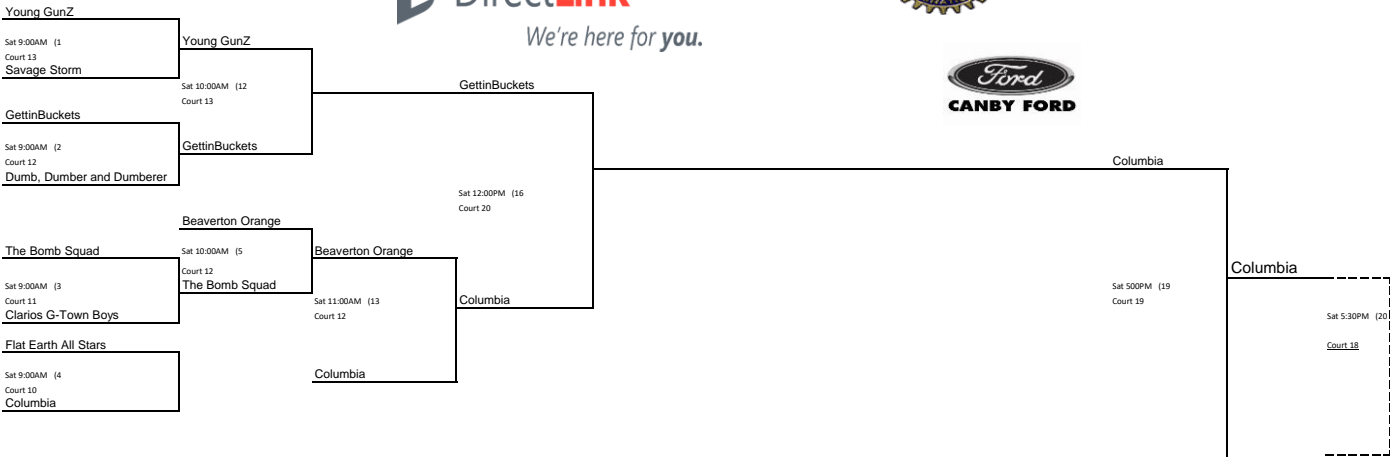 Young GunZ
DirectLink
We're here for you.
Sat 9:00AM (1
Young GunZ
Court 13
Savage Storm
Sat 10:00AM (12
GettinBuckets
Court 13
Ford
CANBY FORD
GettinBuckets
Sat 9:00AM (2
GettinBuckets
Court 12
Columbia
Dumb, Dumber and Dumberer
Sat 12:00PM (16
Court 20
Beaverton Orange
The Bomb Squad
Sat 10:00AM (5
Beaverton Orange
Court 12
Columbia
Sat 9:00AM (3
The Bomb Squad
Sat 500PM (19
Court 11
Sat 11:00AM (13
Columbia
Court 19
Clarios G-Town Boys
Court 12
Sat 5:30PM (20
Flat Earth All Stars
Court 18
Sat 9:00AM (4
Columbia
Court 10
Columbia